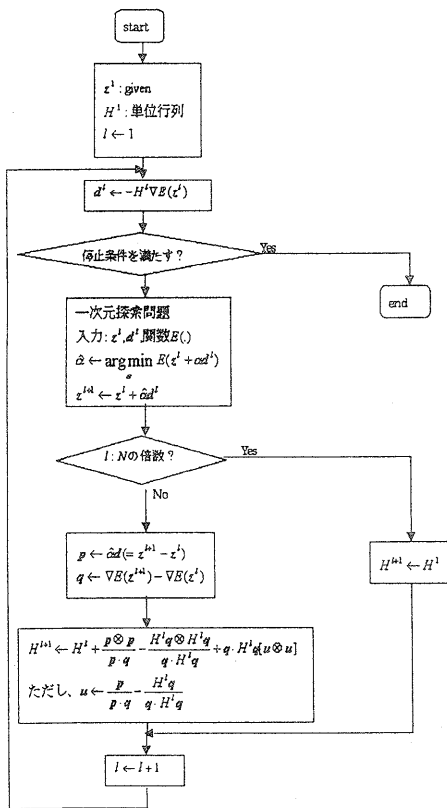 start
z¹ : given
H¹ : 単位行列
l ← 1
dˡ ← −Hˡ∇E(zˡ)
停止条件を満たす?
Yes
end
一次元探索問題
入力: zˡ, dˡ, 関数E(.)
α̂ ← arg min E(zˡ + αdˡ)
α
zˡ⁺¹ ← zˡ + α̂dˡ
l : Nの倍数?
Yes
No
p ← α̂d(= zˡ⁺¹ − zˡ)
q ← ∇E(zˡ⁺¹) − ∇E(zˡ)
Hˡ⁺¹ ← H¹
Hˡ⁺¹ ← Hˡ + p⊗p / p·q − Hˡq⊗Hˡq / q·Hˡq + q·Hˡq[u⊗u]
ただし、u ← p / p·q − Hˡq / q·Hˡq
l ← l+1